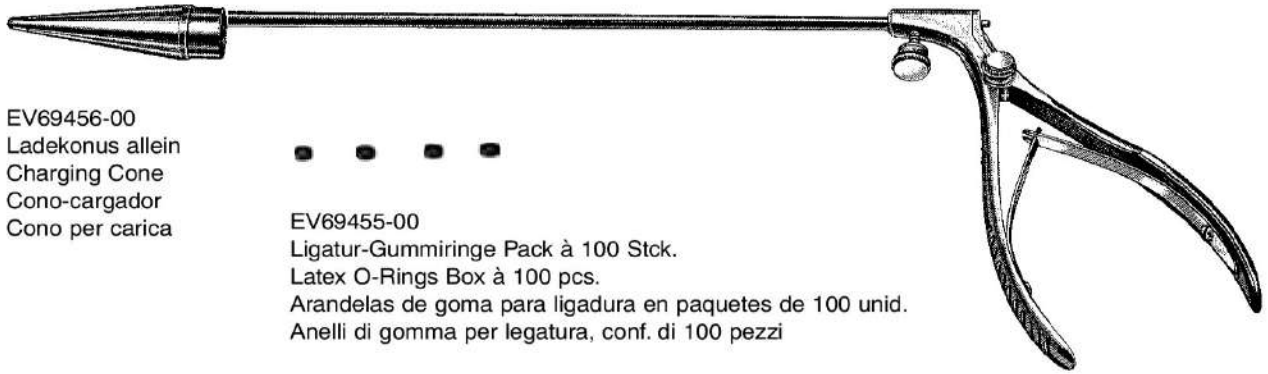 EV69456-00
Ladekonus allein
Charging Cone
Cono-cargador
Cono per carica
EV69455-00
Ligatur-Gummiringe Pack à 100 Stck.
Latex O-Rings Box à 100 pcs.
Arandelas de goma para ligadura en paquetes de 100 unid.
Anelli di gomma per legatura, conf. di 100 pezzi